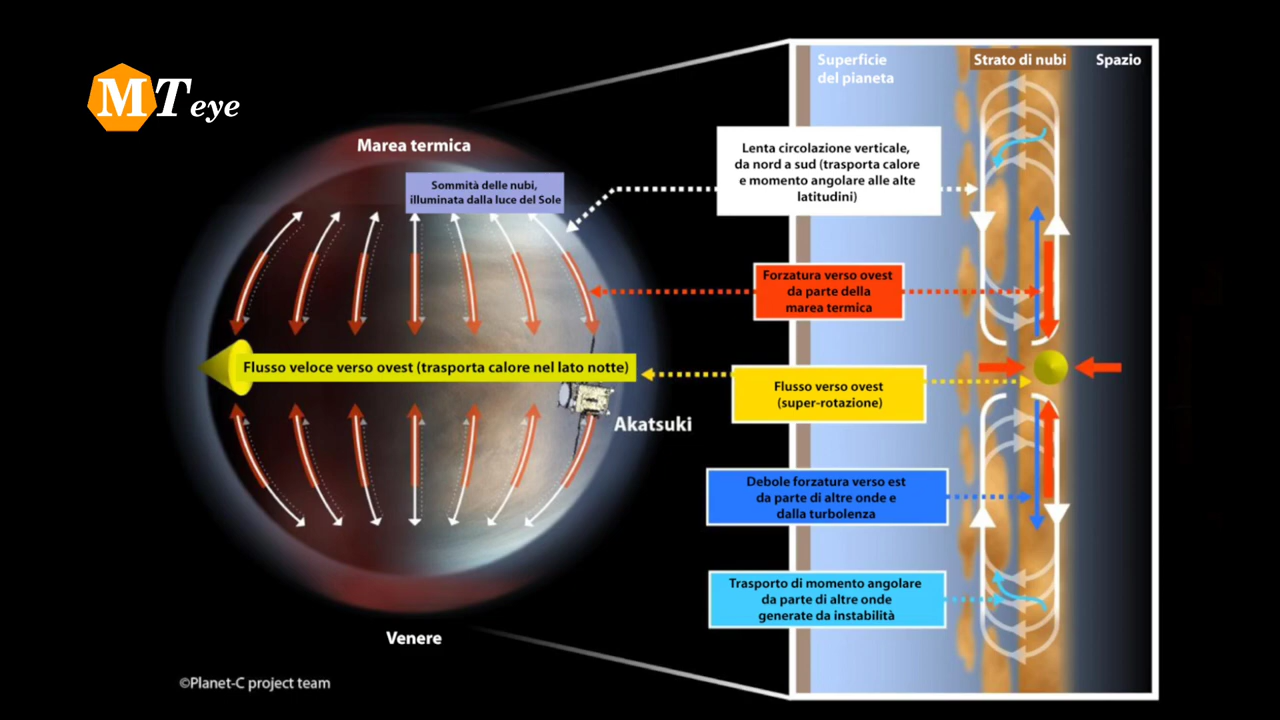 MT eye
Superficie
del pianeta
Strato di nubi
Spazio
Marea termica
Sommità delle nubi,
illuminata dalla luce del Sole
Lenta circolazione verticale,
da nord a sud (trasporta calore
e momento angolare alle alte
latitudini)
Forzatura verso ovest
da parte della
marea termica
Flusso veloce verso ovest (trasporta calore nel lato notte)
Flusso verso ovest
(super-rotazione)
Akatsuki
Debole forzatura verso est
da parte di altre onde e
dalla turbolenza
Trasporto di momento angolare
da parte di altre onde
generate da instabilità
Venere
©Planet-C project team